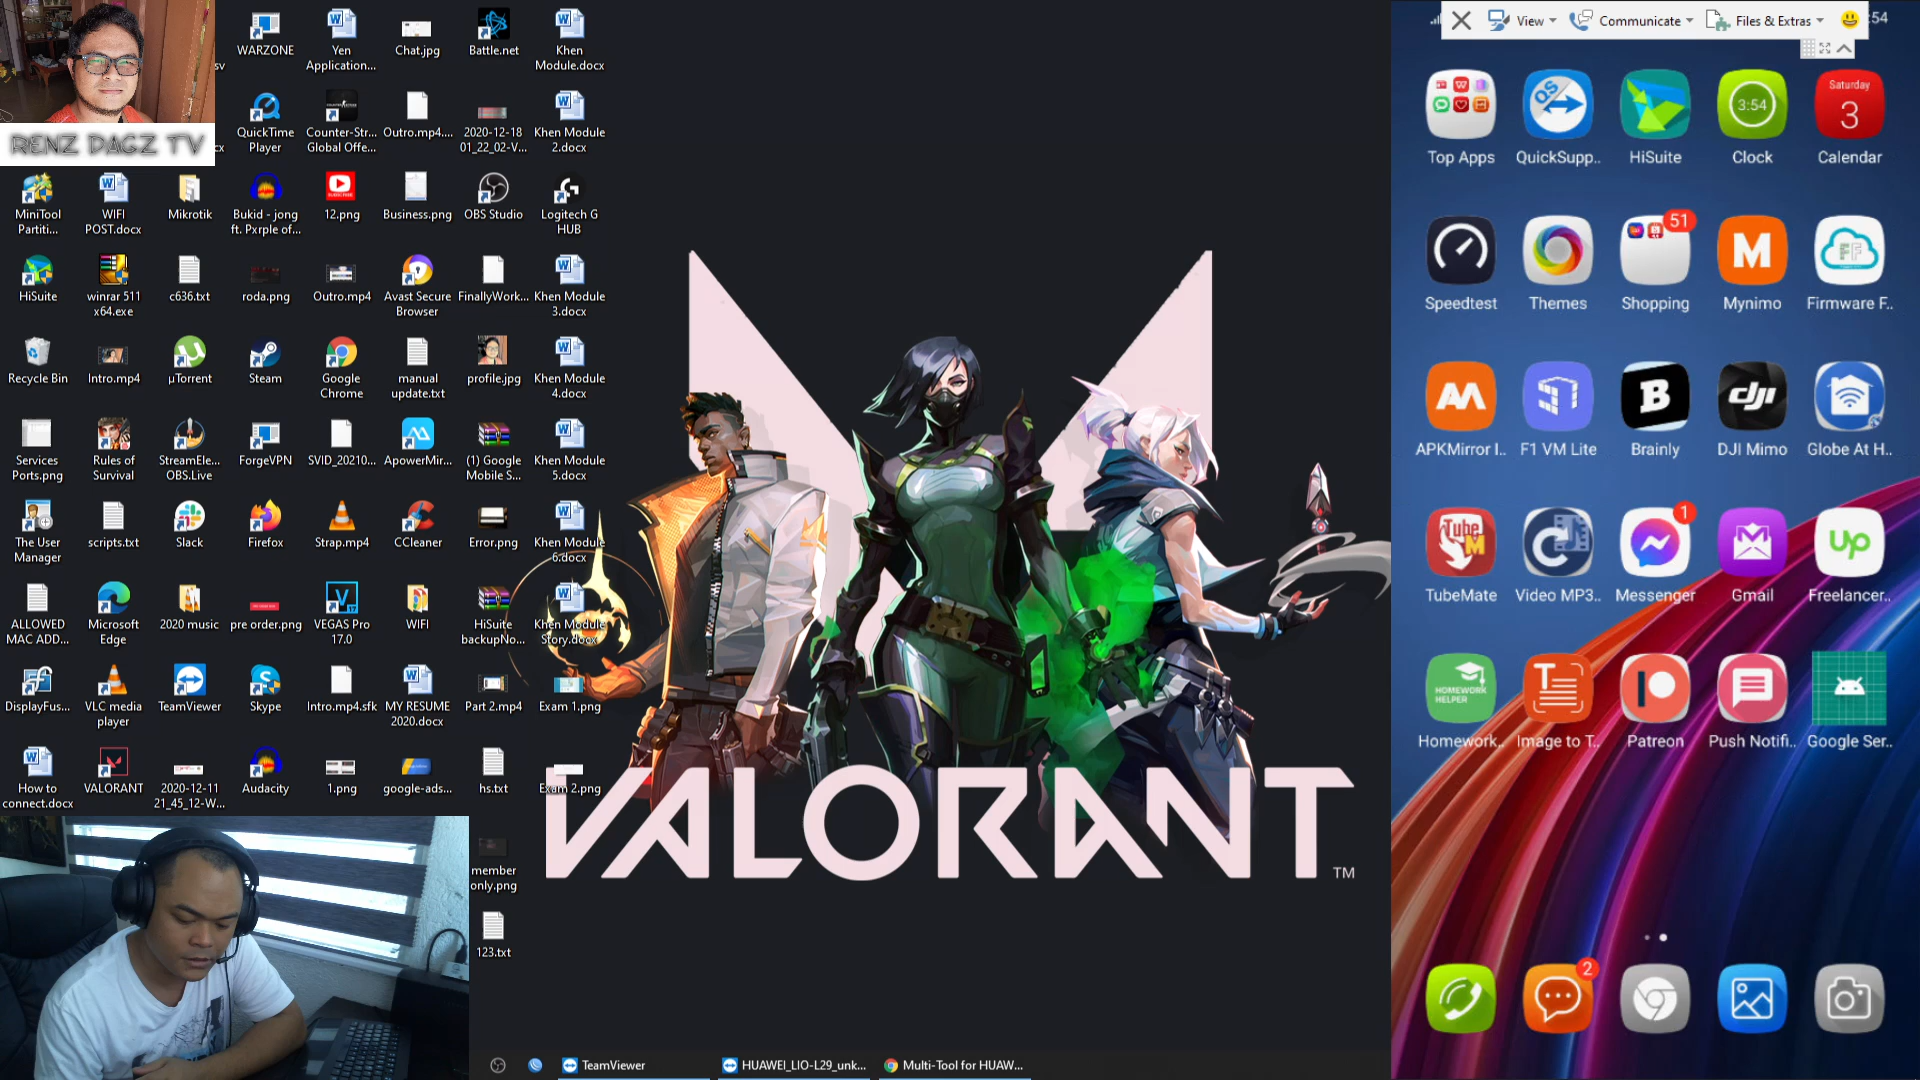 RENZ DAGZ TV
sv
cx
WARZONE
Yen
Application...
Chat.jpg
Battle.net
Khen
Module.docx
QuickTime
Player
Counter-Str...
Global Offe...
Outro.mp4....
2020-12-18
01_22_02-V...
Khen Module
2.docx
MiniTool
Partiti...
WIFI
POST.docx
Mikrotik
Bukid - jong
ft. Pxrple of...
SUBSCRIBE
12.png
Business.png
OBS Studio
Logitech G
HUB
HiSuite
winrar 511
x64.exe
c636.txt
roda.png
Outro.mp4
Avast Secure
Browser
FinallyWork...
Khen Module
3.docx
Recycle Bin
Intro.mp4
µTorrent
Steam
Google
Chrome
manual
update.txt
profile.jpg
Khen Module
4.docx
Services
Ports.png
Rules of
Survival
StreamEle...
OBS.Live
ForgeVPN
SVID_20210...
ApowerMir...
(1) Google
Mobile S...
Khen Module
5.docx
The User
Manager
scripts.txt
Slack
Firefox
Strap.mp4
CCleaner
Error.png
Khen Module
6.docx
ALLOWED
MAC ADD...
Microsoft
Edge
2020 music
pre order.png
VEGAS Pro
17.0
WIFI
HiSuite
backupNo...
Khen Module
Story.docx
DisplayFus...
VLC media
player
TeamViewer
Skype
Intro.mp4.sfk
MY RESUME
2020.docx
Part 2.mp4
Exam 1.png
How to
connect.docx
VALORANT
2020-12-11
21_45_12-W...
Audacity
1.png
google-ads...
hs.txt
Exam 2.png
member
only.png
123.txt
VALORANT
TM
TeamViewer
HUAWEI_LIO-L29_unk...
Multi-Tool for HUAW...
View
Communicate
Files & Extras
54
QS
3:54
Saturday
3
Top Apps
QuickSupp..
HiSuite
Clock
Calendar
51
M
FF
Speedtest
Themes
Shopping
Mynimo
Firmware F..
B
dji
APKMirror I..
F1 VM Lite
Brainly
DJI Mimo
Globe At H..
Tube
M
1
Up
TubeMate
Video MP3..
Messenger
Gmail
Freelancer..
HOMEWORK
HELPER
T
Homework..
Image to T..
Patreon
Push Notifi..
Google Ser..
2